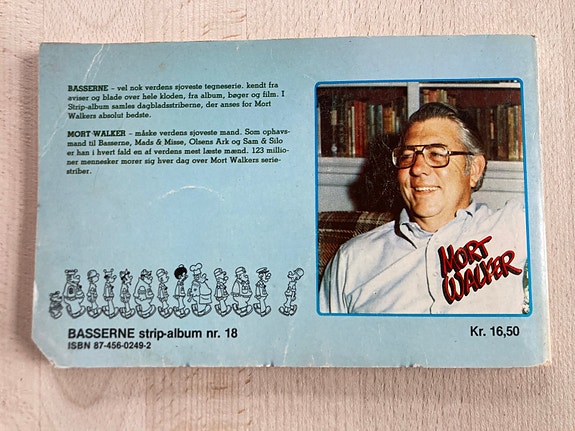 BASSERNE – vel nok verdens sjoveste tegneserie. kendt fra
aviser og blade over hele kloden, fra album, bøger og film. I
Strip-album samles dagbladsstriberne, der anses for Mort
Walkers absolut bedste.
MORT WALKER – måske verdens sjoveste mand. Som ophavs-
mand til Basserne, Mads & Misse, Olsens Ark og Sam & Silo
er han i hvert fald en af verdens mest læste mænd. 123 millio-
ner mennesker morer sig hver dag over Mort Walkers serie-
striber.
MORT
WALKER
BASSERNE strip-album nr. 18
ISBN 87-456-0249-2
Kr. 16,50